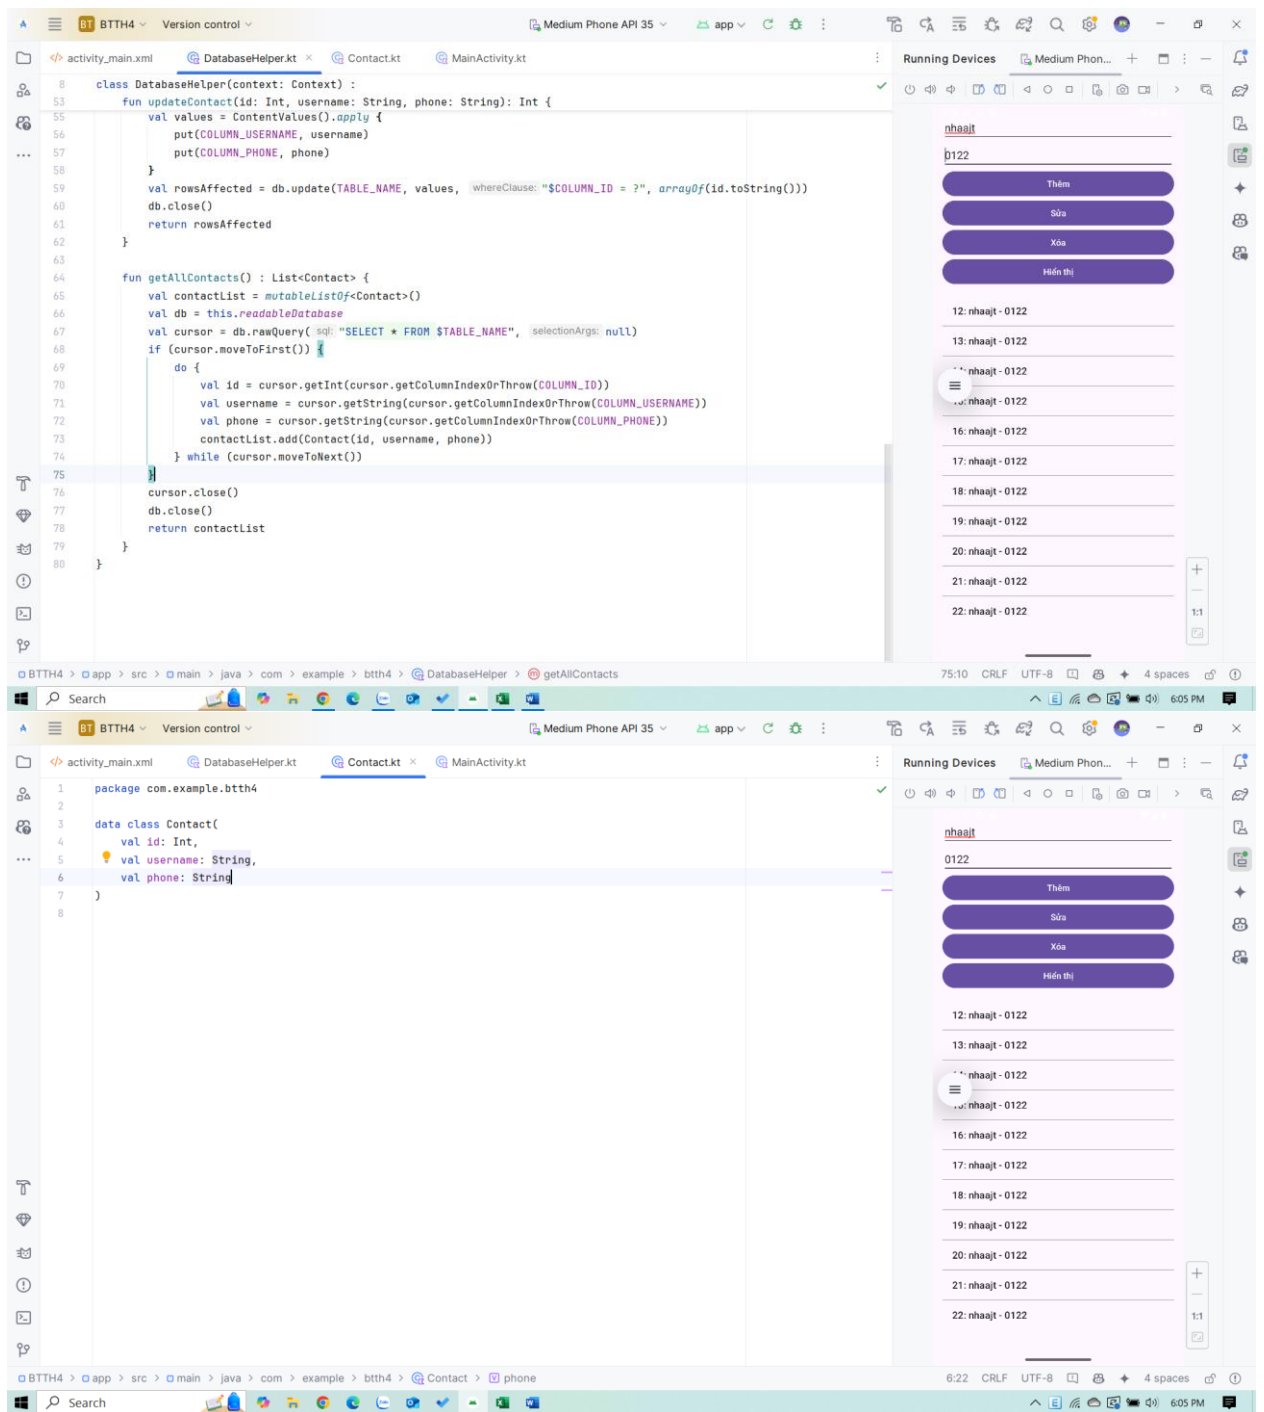 BT BTTH4 Version control Medium Phone API 35 app
activity_main.xml DatabaseHelper.kt Contact.kt MainActivity.kt Running Devices Medium Phon...
8 class DatabaseHelper(context: Context) :
53 fun updateContact(id: Int, username: String, phone: String): Int {
55 val values = ContentValues().apply {
56 put(COLUMN_USERNAME, username)
57 put(COLUMN_PHONE, phone)
58 }
59 val rowsAffected = db.update(TABLE_NAME, values, whereClause: "$COLUMN_ID = ?", arrayOf(id.toString()))
60 db.close()
61 return rowsAffected
62 }
63
64 fun getAllContacts() : List<Contact> {
65 val contactList = mutableListOf<Contact>()
66 val db = this.readableDatabase
67 val cursor = db.rawQuery( sql: "SELECT * FROM $TABLE_NAME", selectionArgs: null)
68 if (cursor.moveToFirst()) {
69 do {
70 val id = cursor.getInt(cursor.getColumnIndexOrThrow(COLUMN_ID))
71 val username = cursor.getString(cursor.getColumnIndexOrThrow(COLUMN_USERNAME))
72 val phone = cursor.getString(cursor.getColumnIndexOrThrow(COLUMN_PHONE))
73 contactList.add(Contact(id, username, phone))
74 } while (cursor.moveToNext())
75 }
76 cursor.close()
77 db.close()
78 return contactList
79 }
80 }
nhaajt
0122
Thêm
Sửa
Xóa
Hiển thị
12: nhaajt - 0122
13: nhaajt - 0122
nhaajt - 0122
nhaajt - 0122
16: nhaajt - 0122
17: nhaajt - 0122
18: nhaajt - 0122
19: nhaajt - 0122
20: nhaajt - 0122
21: nhaajt - 0122
22: nhaajt - 0122
1:1
BTTH4 > app > src > main > java > com > example > btth4 > DatabaseHelper > getAllContacts 75:10 CRLF UTF-8 4 spaces
Search 6:05 PM
BT BTTH4 Version control Medium Phone API 35 app
activity_main.xml DatabaseHelper.kt Contact.kt MainActivity.kt Running Devices Medium Phon...
1 package com.example.btth4
2
3 data class Contact(
4 val id: Int,
5 val username: String,
6 val phone: String
7 )
8
nhaajt
0122
Thêm
Sửa
Xóa
Hiển thị
12: nhaajt - 0122
13: nhaajt - 0122
nhaajt - 0122
nhaajt - 0122
16: nhaajt - 0122
17: nhaajt - 0122
18: nhaajt - 0122
19: nhaajt - 0122
20: nhaajt - 0122
21: nhaajt - 0122
22: nhaajt - 0122
1:1
BTTH4 > app > src > main > java > com > example > btth4 > Contact > phone 6:22 CRLF UTF-8 4 spaces
Search 6:05 PM